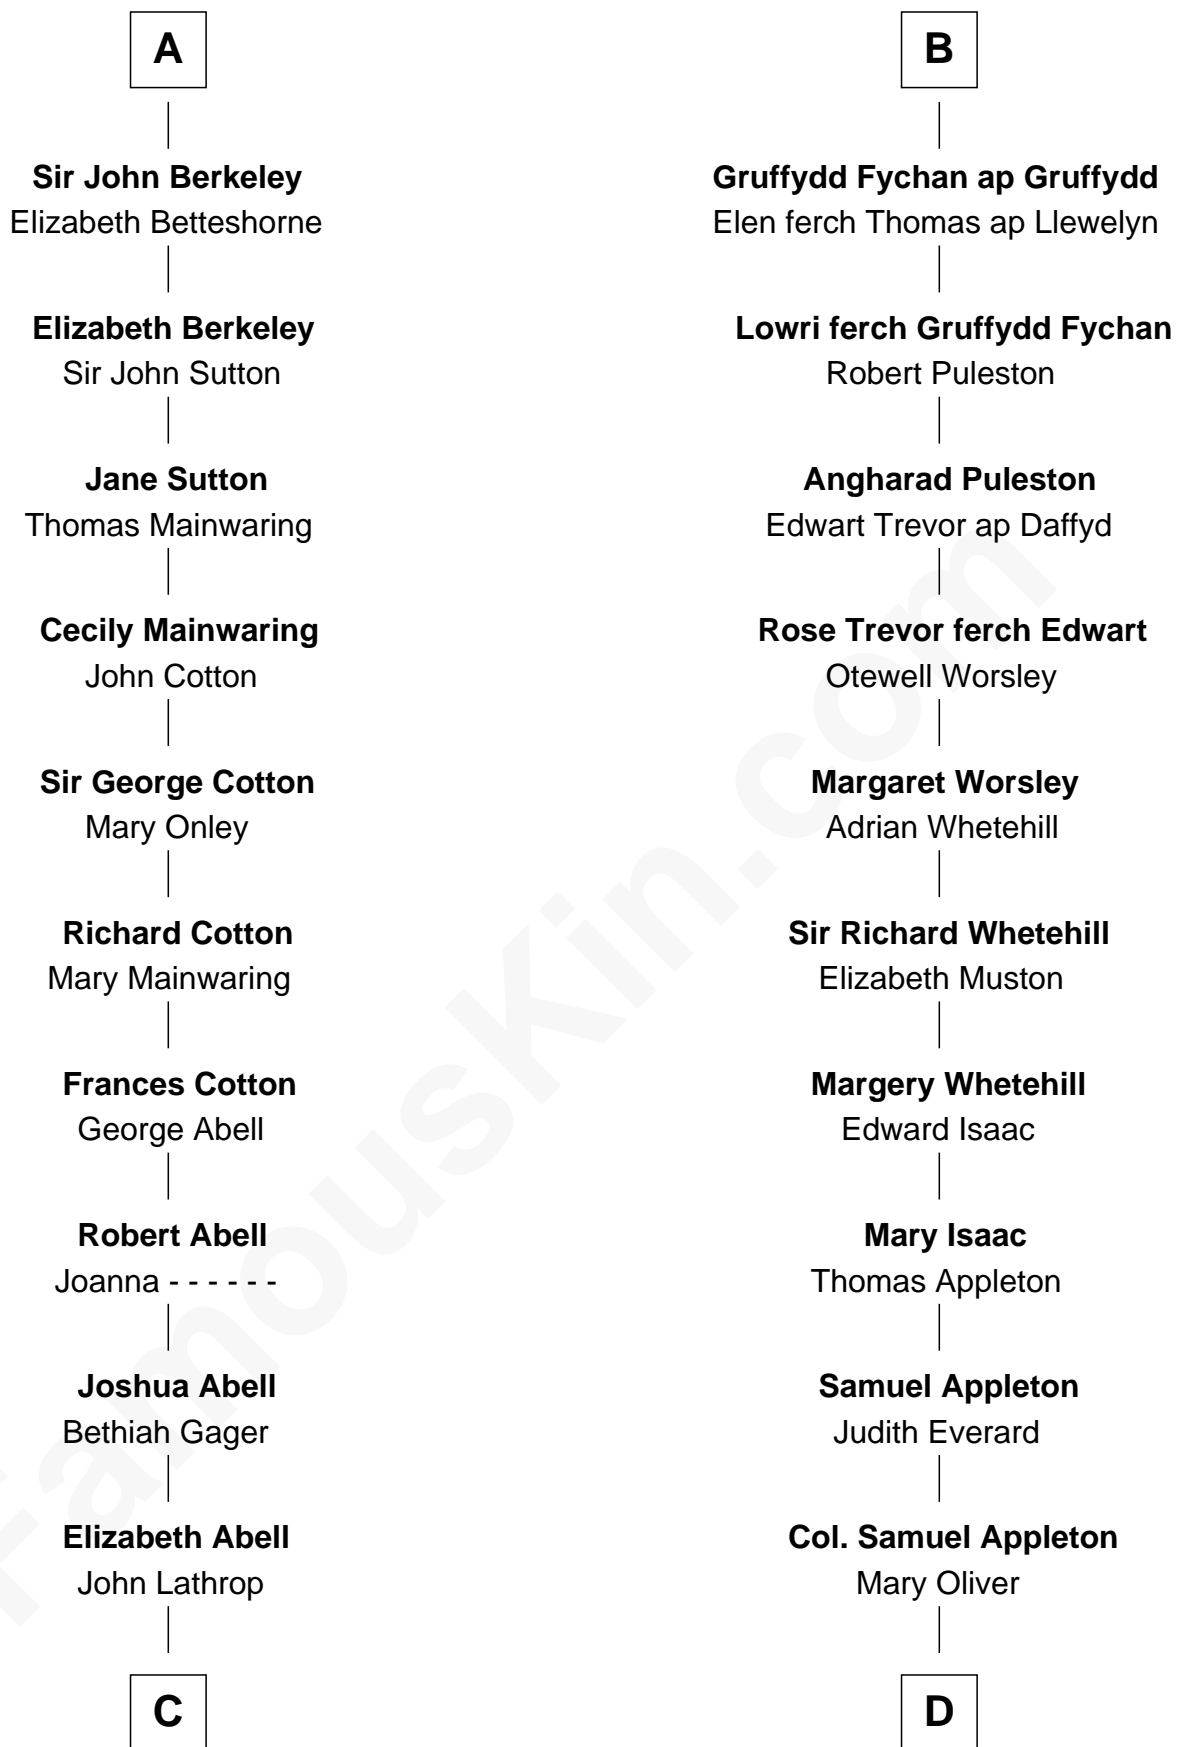 A
Sir John Berkeley
Elizabeth Betteshorne
Elizabeth Berkeley
Sir John Sutton
Jane Sutton
Thomas Mainwaring
Cecily Mainwaring
John Cotton
Sir George Cotton
Mary Onley
Richard Cotton
Mary Mainwaring
Frances Cotton
George Abell
Robert Abell
Joanna - - - - - -
Joshua Abell
Bethiah Gager
Elizabeth Abell
John Lathrop
C
B
Gruffydd Fychan ap Gruffydd
Elen ferch Thomas ap Llewelyn
Lowri ferch Gruffydd Fychan
Robert Puleston
Angharad Puleston
Edwart Trevor ap Daffyd
Rose Trevor ferch Edwart
Otewell Worsley
Margaret Worsley
Adrian Whetehill
Sir Richard Whetehill
Elizabeth Muston
Margery Whetehill
Edward Isaac
Mary Isaac
Thomas Appleton
Samuel Appleton
Judith Everard
Col. Samuel Appleton
Mary Oliver
D
FamousKin.com